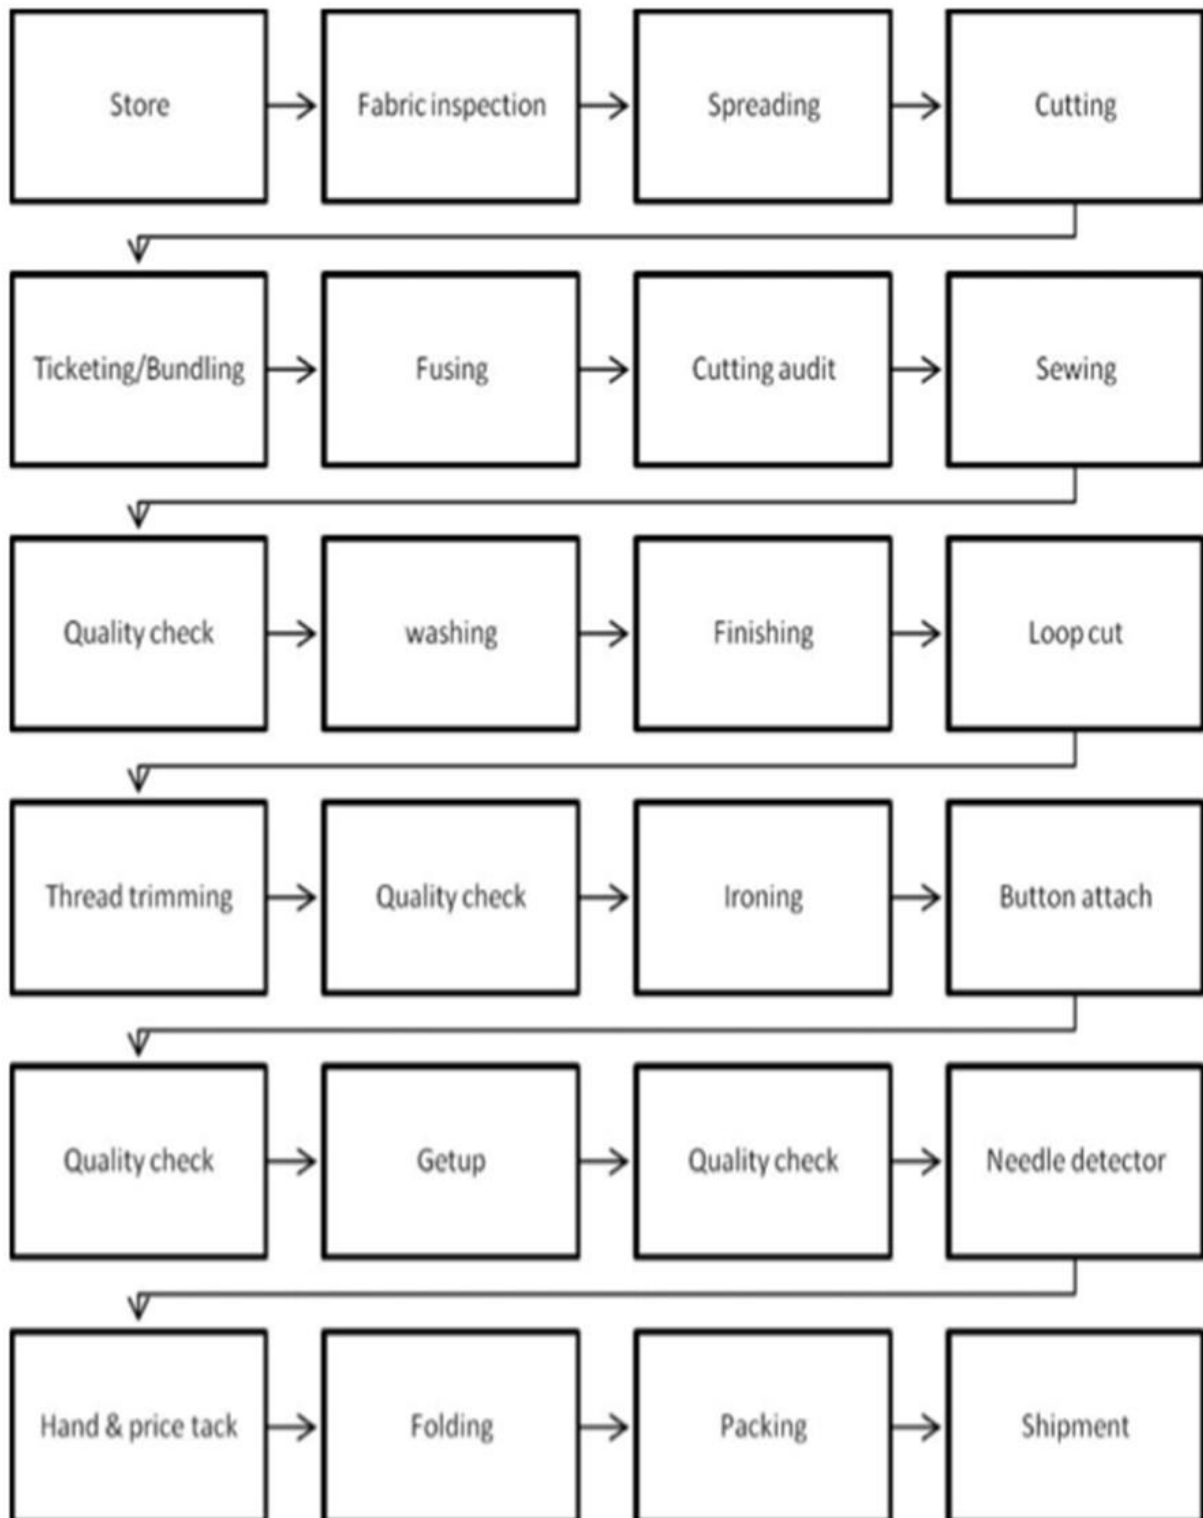 Store
Fabric inspection
Spreading
Cutting
Ticketing/Bundling
Fusing
Cutting audit
Sewing
Quality check
washing
Finishing
Loop cut
Thread trimming
Quality check
Ironing
Button attach
Quality check
Getup
Quality check
Needle detector
Hand & price tack
Folding
Packing
Shipment